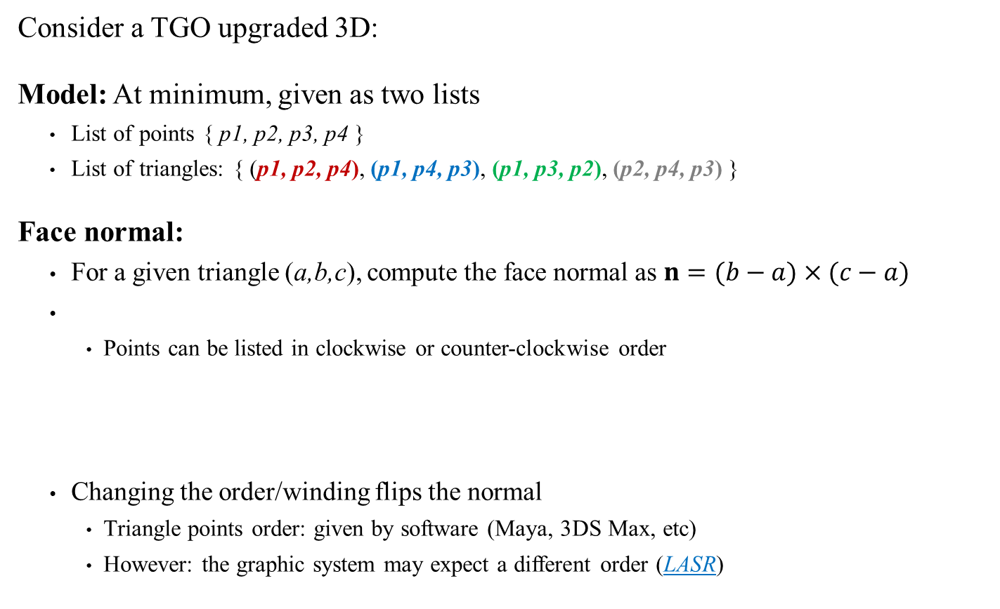 Consider a TGO upgraded 3D:
Model: At minimum, given as two lists
• List of points { p1, p2, p3, p4 }
• List of triangles: { (p1, p2, p4), (p1, p4, p3), (p1, p3, p2), (p2, p4, p3) }
Face normal:
• For a given triangle (a,b,c), compute the face normal as n = (b − a) × (c − a)
•
• Points can be listed in clockwise or counter-clockwise order
• Changing the order/winding flips the normal
• Triangle points order: given by software (Maya, 3DS Max, etc)
• However: the graphic system may expect a different order (LASR)